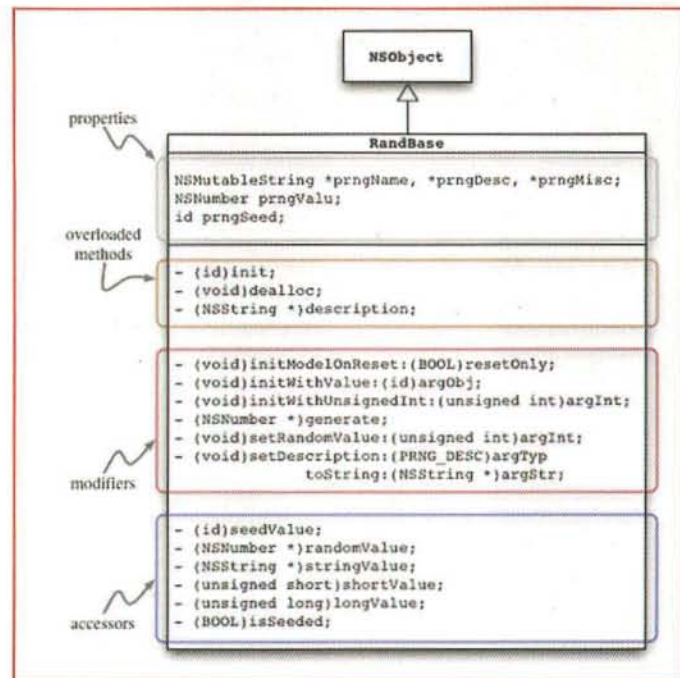 NSObject
properties
RandBase
NSMutableString *prngName, *prngDesc, *prngMisc;
NSNumber prngValu;
id prngSeed;
overloaded
methods
- (id)init;
- (void)dealloc;
- (NSString *)description;
- (void)initModelOnReset:(BOOL)resetOnly;
- (void)initWithValue:(id)argObj;
- (void)initWithUnsignedInt:(unsigned int)argInt;
- (NSNumber *)generate;
- (void)setRandomValue:(unsigned int)argInt;
- (void)setDescription:(PRNG_DESC)argTyp
toString:(NSString *)argStr;
modifiers
- (id)seedValue;
- (NSNumber *)randomValue;
- (NSString *)stringValue;
- (unsigned short)shortValue;
- (unsigned long)longValue;
- (BOOL)isSeeded;
accessors